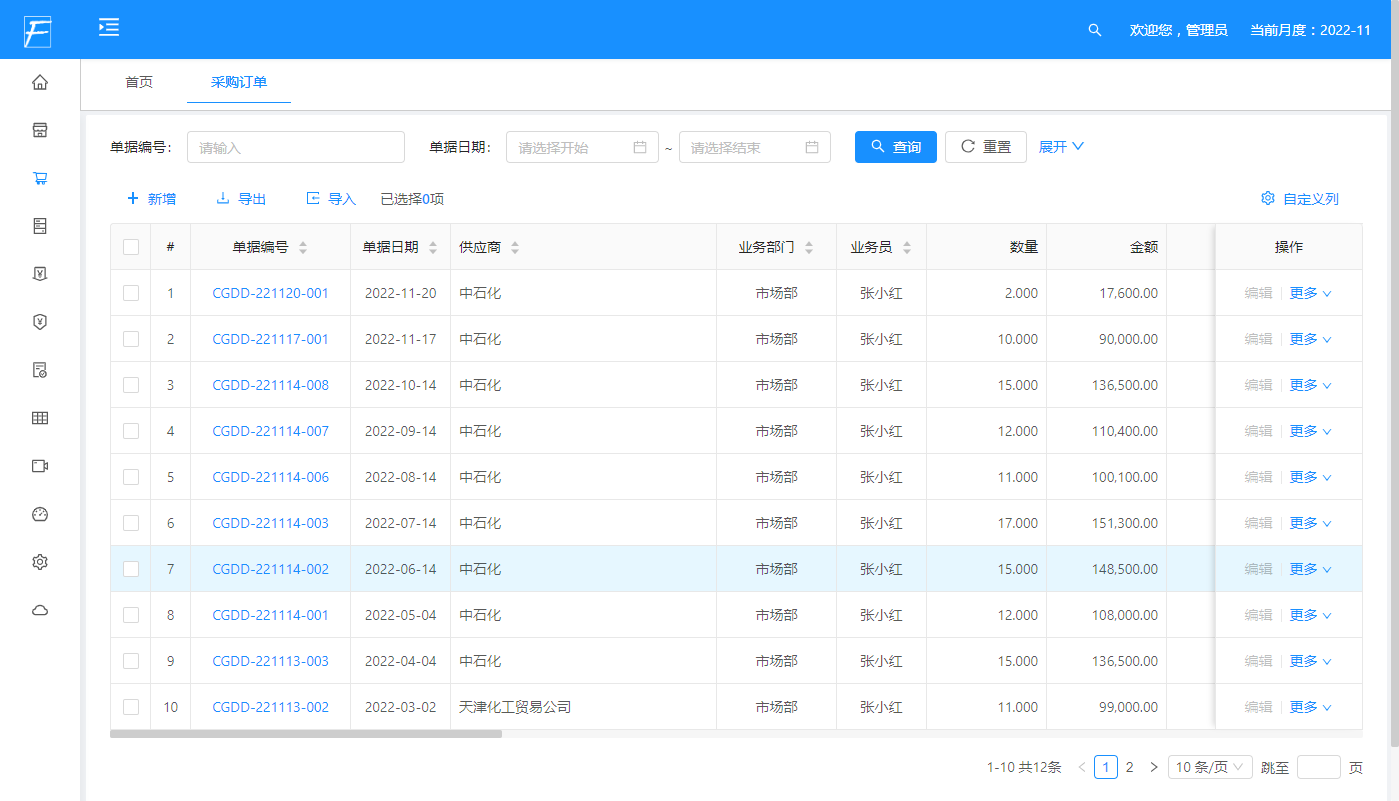 F
欢迎您，管理员 当前月度：2022-11
首页 采购订单
单据编号： 请输入 单据日期： 请选择开始 ~ 请选择结束 查询 重置 展开
新增 导出 导入 已选择0项 自定义列
# 单据编号 单据日期 供应商 业务部门 业务员 数量 金额 操作
1 CGDD-221120-001 2022-11-20 中石化 市场部 张小红 2.000 17,600.00 编辑 更多
2 CGDD-221117-001 2022-11-17 中石化 市场部 张小红 10.000 90,000.00 编辑 更多
3 CGDD-221114-008 2022-10-14 中石化 市场部 张小红 15.000 136,500.00 编辑 更多
4 CGDD-221114-007 2022-09-14 中石化 市场部 张小红 12.000 110,400.00 编辑 更多
5 CGDD-221114-006 2022-08-14 中石化 市场部 张小红 11.000 100,100.00 编辑 更多
6 CGDD-221114-003 2022-07-14 中石化 市场部 张小红 17.000 151,300.00 编辑 更多
7 CGDD-221114-002 2022-06-14 中石化 市场部 张小红 15.000 148,500.00 编辑 更多
8 CGDD-221114-001 2022-05-04 中石化 市场部 张小红 12.000 108,000.00 编辑 更多
9 CGDD-221113-003 2022-04-04 中石化 市场部 张小红 15.000 136,500.00 编辑 更多
10 CGDD-221113-002 2022-03-02 天津化工贸易公司 市场部 张小红 11.000 99,000.00 编辑 更多
1-10 共12条 1 2 10 条/页 跳至 页